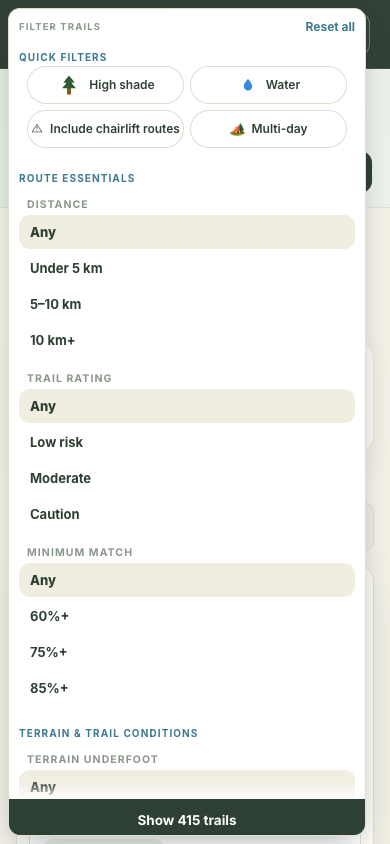 FILTER TRAILS Reset all
QUICK FILTERS
High shade Water
Include chairlift routes Multi-day
ROUTE ESSENTIALS
DISTANCE
Any
Under 5 km
5–10 km
10 km+
TRAIL RATING
Any
Low risk
Moderate
Caution
MINIMUM MATCH
Any
60%+
75%+
85%+
TERRAIN & TRAIL CONDITIONS
TERRAIN UNDERFOOT
Any
Show 415 trails